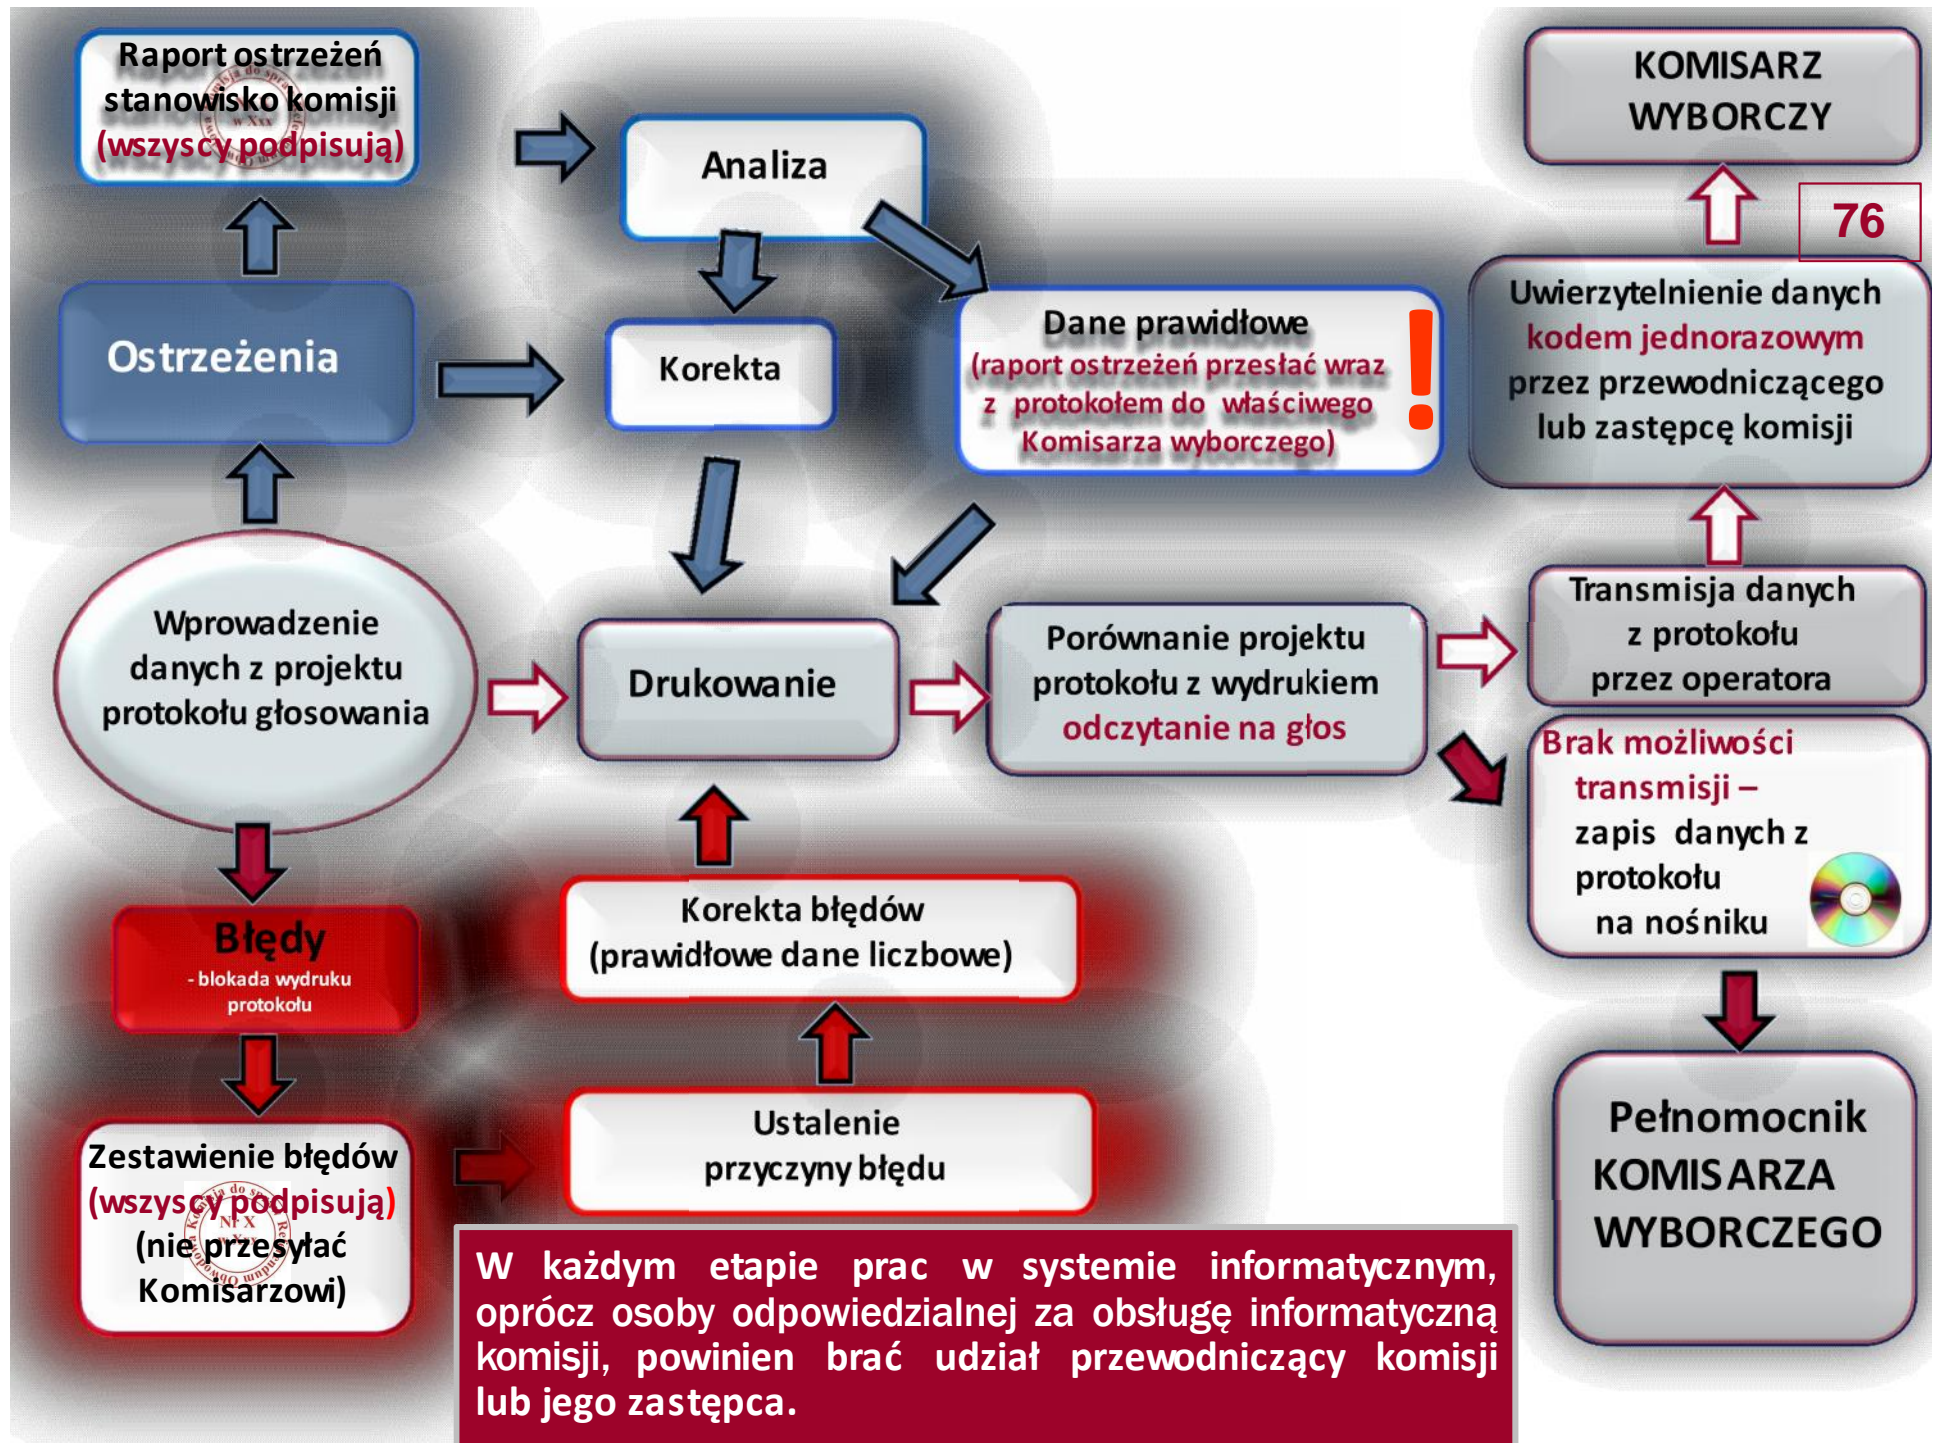 Raport ostrzeżeń
stanowisko komisji
(wszyscy podpisują)
Analiza
KOMISARZ
WYBORCZY
76
Ostrzeżenia
Korekta
Dane prawidłowe
(raport ostrzeżeń przesłać wraz
z protokołem do właściwego
Komisarza wyborczego)
!
Uwierzytelnienie danych
kodem jednorazowym
przez przewodniczącego
lub zastępcę komisji
Wprowadzenie
danych z projektu
protokołu głosowania
Drukowanie
Porównanie projektu
protokołu z wydrukiem
odczytanie na głos
Transmisja danych
z protokołu
przez operatora
Brak możliwości
transmisji –
zapis danych z
protokołu
na nośniku
Błędy
- blokada wydruku
protokołu
Korekta błędów
(prawidłowe dane liczbowe)
Zestawienie błędów
(wszyscy podpisują)
(nie przesyłać
Komisarzowi)
Nr X
Ustalenie
przyczyny błędu
Pełnomocnik
KOMISARZA
WYBORCZEGO
W każdym etapie prac w systemie informatycznym,
oprócz osoby odpowiedzialnej za obsługę informatyczną
komisji, powinien brać udział przewodniczący komisji
lub jego zastępca.